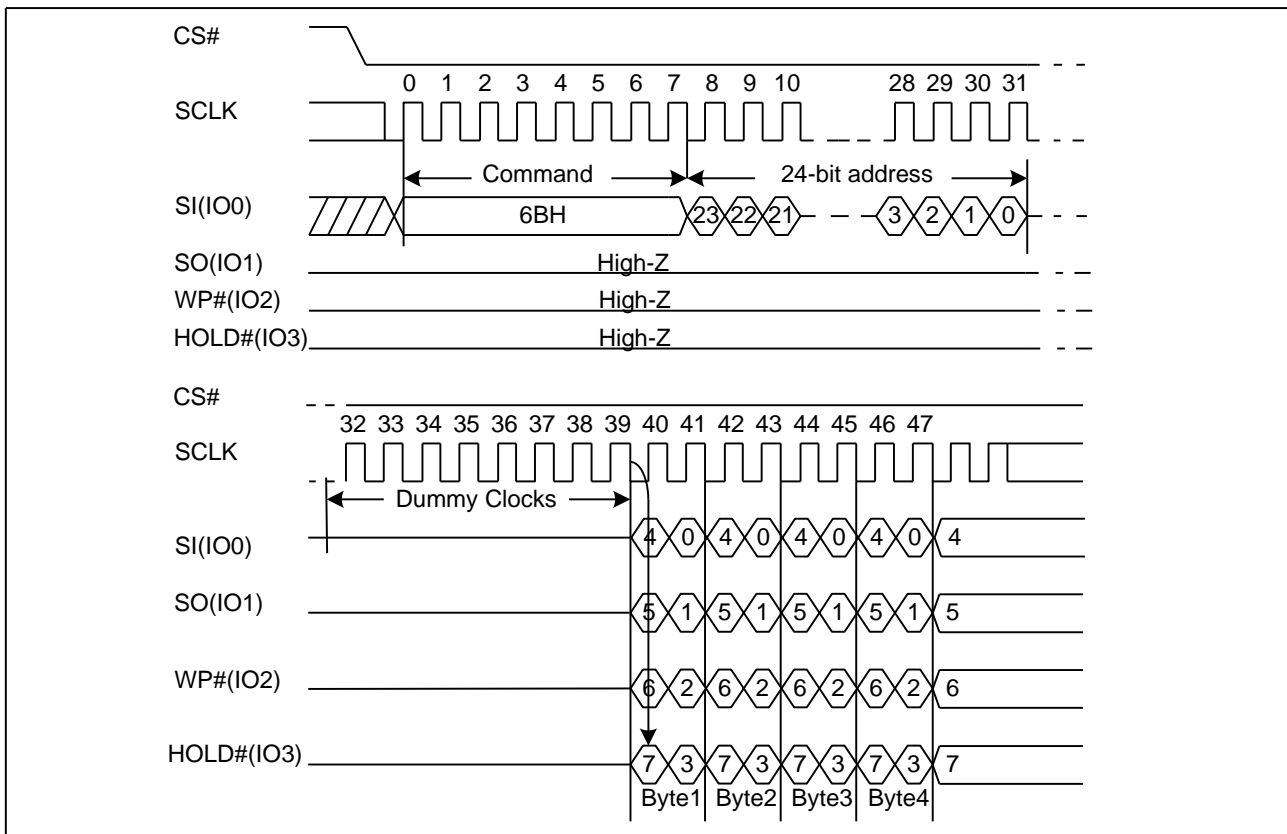 CS#
0 1 2 3 4 5 6 7 8 9 10 28 29 30 31
SCLK
Command 24-bit address
SI(IO0) 6BH 23 22 21 3 2 1 0
SO(IO1) High-Z
WP#(IO2) High-Z
HOLD#(IO3) High-Z
CS#
32 33 34 35 36 37 38 39 40 41 42 43 44 45 46 47
SCLK
Dummy Clocks
SI(IO0) 4 0 4 0 4 0 4 0 4
SO(IO1) 5 1 5 1 5 1 5 1 5
WP#(IO2) 6 2 6 2 6 2 6 2 6
HOLD#(IO3) 7 3 7 3 7 3 7 3 7
Byte1 Byte2 Byte3 Byte4